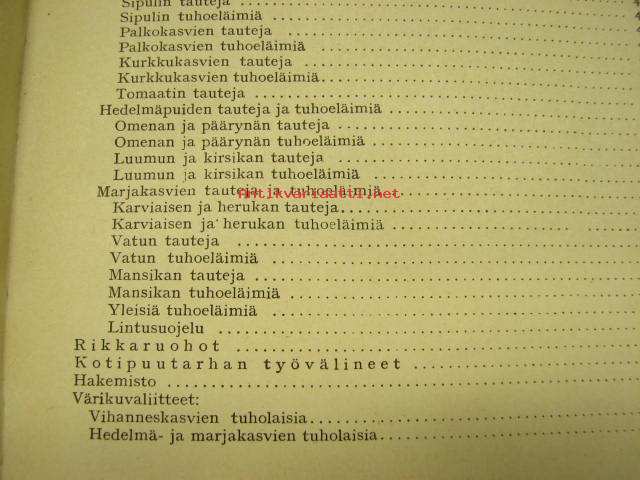 Sipulin tauteja
Sipulin tuhoeläimiä
Palkokasvien tauteja
Palkokasvien tuhoeläimiä
Kurkkukasvien tauteja
Kurkkukasvien tuhoeläimiä
Tomaatin tauteja
Hedelmäpuiden tauteja ja tuhoeläimiä
Omenan ja päärynän tauteja
Omenan ja päärynän tuhoeläimiä
Luumun ja kirsikan tauteja
Luumun ja kirsikan tuhoeläimiä
Marjakasvien tauteja ja tuhoeläimiä
antikvariaatti.net
Karviaisen ja herukan tauteja
Karviaisen ja herukan tuhoeläimiä
Vatun tauteja
Vatun tuhoeläimiä
Mansikan tauteja
Mansikan tuhoeläimiä
Yleisiä tuhoeläimiä
Lintusuojelu
Rikkaruohot
Kotipuutarhan työvälineet
Hakemisto
Värikuvaliitteet:
Vihanneskasvien tuholaisia
Hedelmä- ja marjakasvien tuholaisia